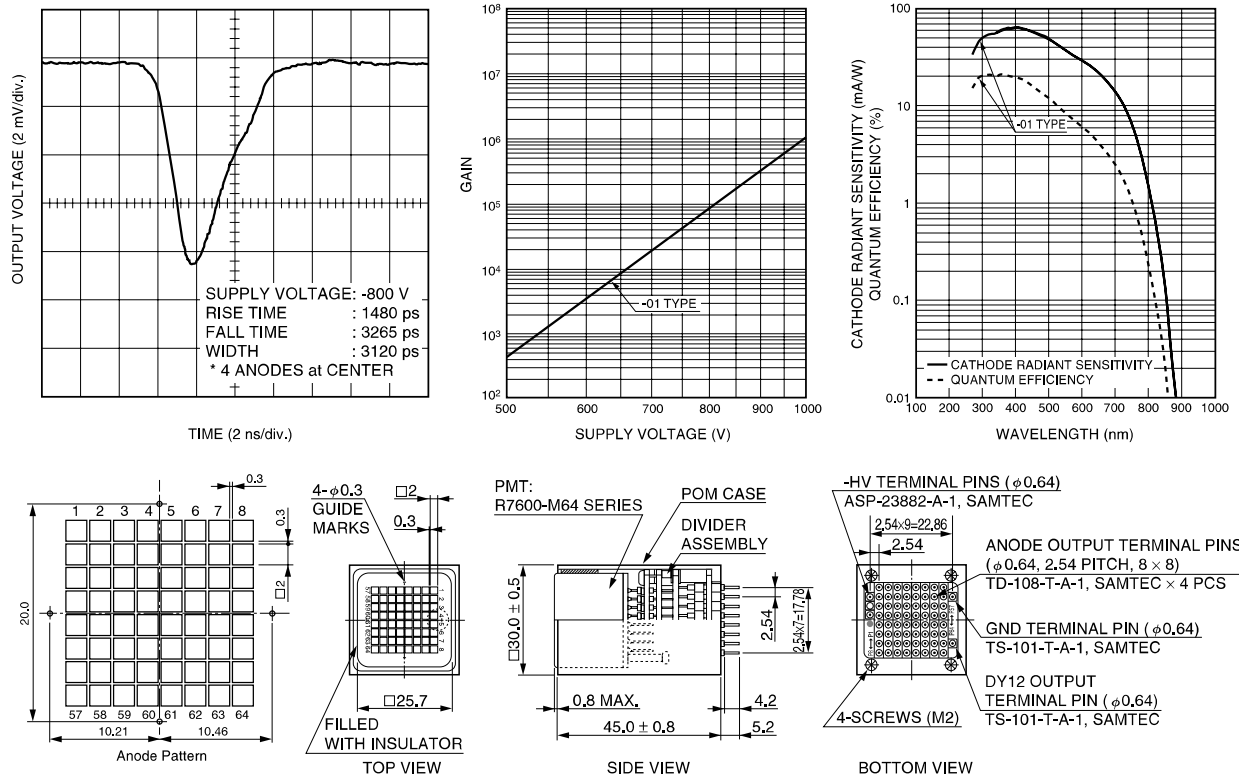 OUTPUT VOLTAGE (2 mV/div.)
SUPPLY VOLTAGE: -800 V
RISE TIME : 1480 ps
FALL TIME : 3265 ps
WIDTH : 3120 ps
* 4 ANODES at CENTER
TIME (2 ns/div.)
GAIN
10⁸
10⁷
10⁶
10⁵
10⁴
10³
10²
-01 TYPE
500 600 700 800 900 1000
SUPPLY VOLTAGE (V)
CATHODE RADIANT SENSITIVITY (mA/W)
QUANTUM EFFICIENCY (%)
100
10
1
0.1
0.01
-01 TYPE
CATHODE RADIANT SENSITIVITY
QUANTUM EFFICIENCY
100 200 300 400 500 600 700 800 900 1000
WAVELENGTH (nm)
0.3
1 2 3 4 5 6 7 8
0.3
□2
20.0
57 58 59 60 61 62 63 64
10.21 10.46
Anode Pattern
4-φ0.3
GUIDE
MARKS
□2
0.3
1
2
3
4
5
6
7
8
□25.7
FILLED
WITH INSULATOR
TOP VIEW
PMT:
R7600-M64 SERIES
POM CASE
DIVIDER
ASSEMBLY
□30.0 ± 0.5
2.54
2.54×7=17.78
0.8 MAX.
4.2
45.0 ± 0.8
5.2
SIDE VIEW
-HV TERMINAL PINS (φ0.64)
ASP-23882-A-1, SAMTEC
2.54×9=22.86
2.54
ANODE OUTPUT TERMINAL PINS
(φ0.64, 2.54 PITCH, 8 × 8)
TD-108-T-A-1, SAMTEC × 4 PCS
GND TERMINAL PIN (φ0.64)
TS-101-T-A-1, SAMTEC
DY12 OUTPUT
TERMINAL PIN (φ0.64)
TS-101-T-A-1, SAMTEC
4-SCREWS (M2)
BOTTOM VIEW